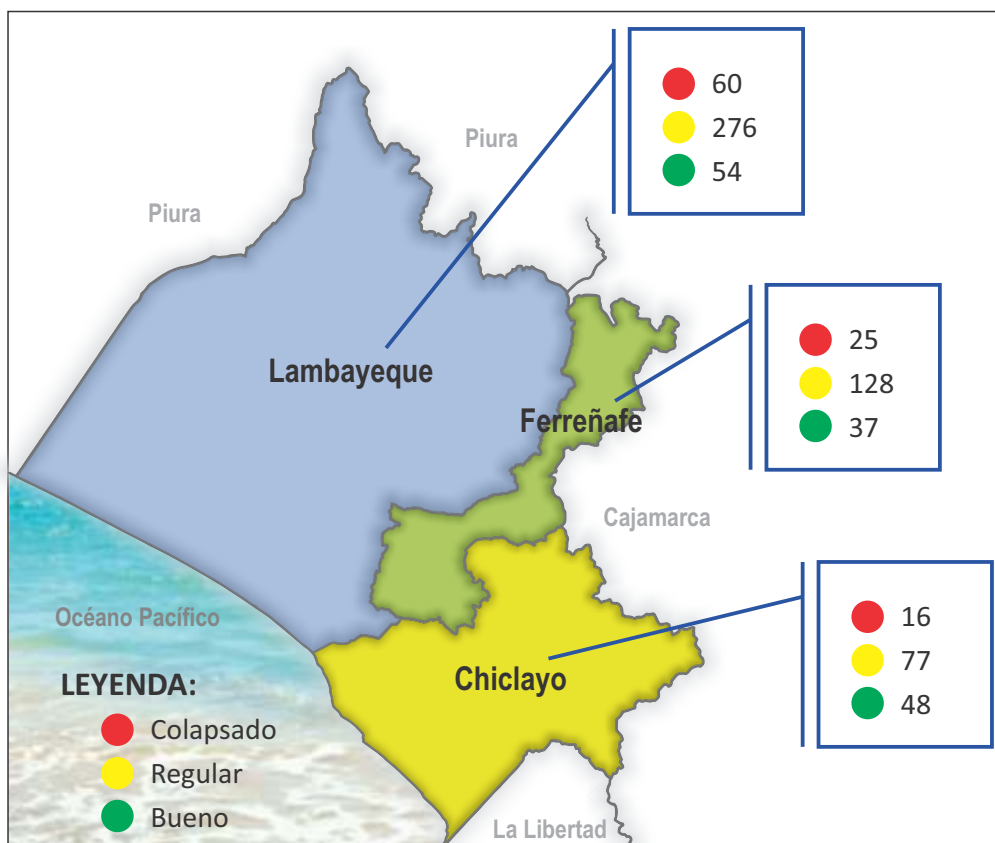 60
276
54
Piura
Piura
25
128
37
Lambayeque
Ferreñafe
Cajamarca
Océano Pacífico
16
77
48
Chiclayo
LEYENDA:
Colapsado
Regular
Bueno
La Libertad